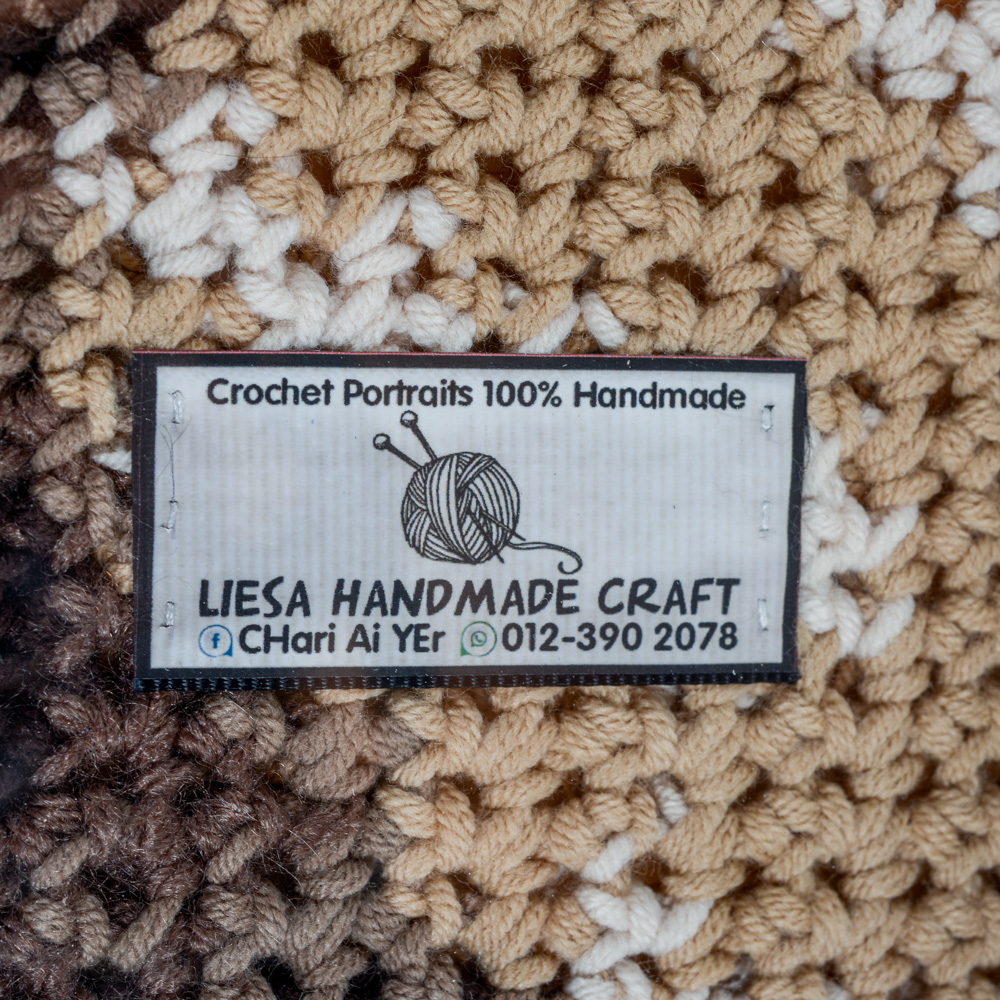 Crochet Portraits 100% Handmade
LIESA HANDMADE CRAFT
f CHari Ai YEr 012-390 2078